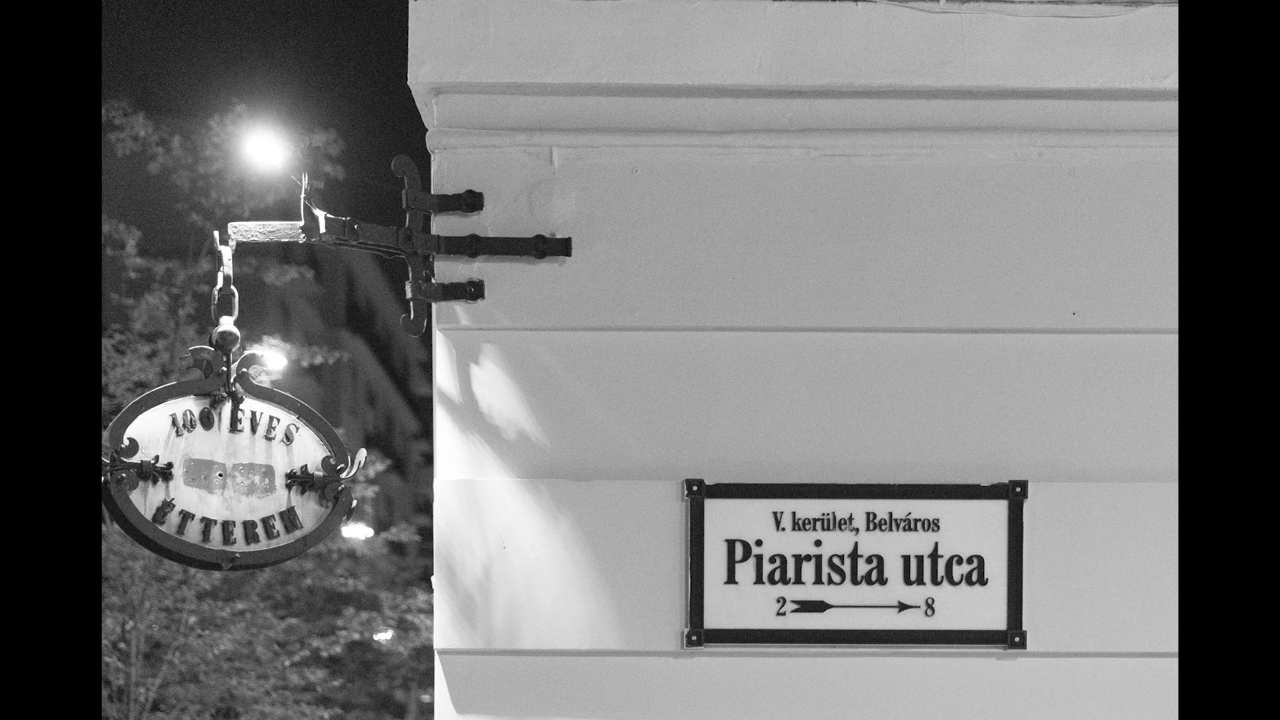 100 ÉVES
ÉTTEREM
V. kerület, Belváros
Piarista utca
2 8